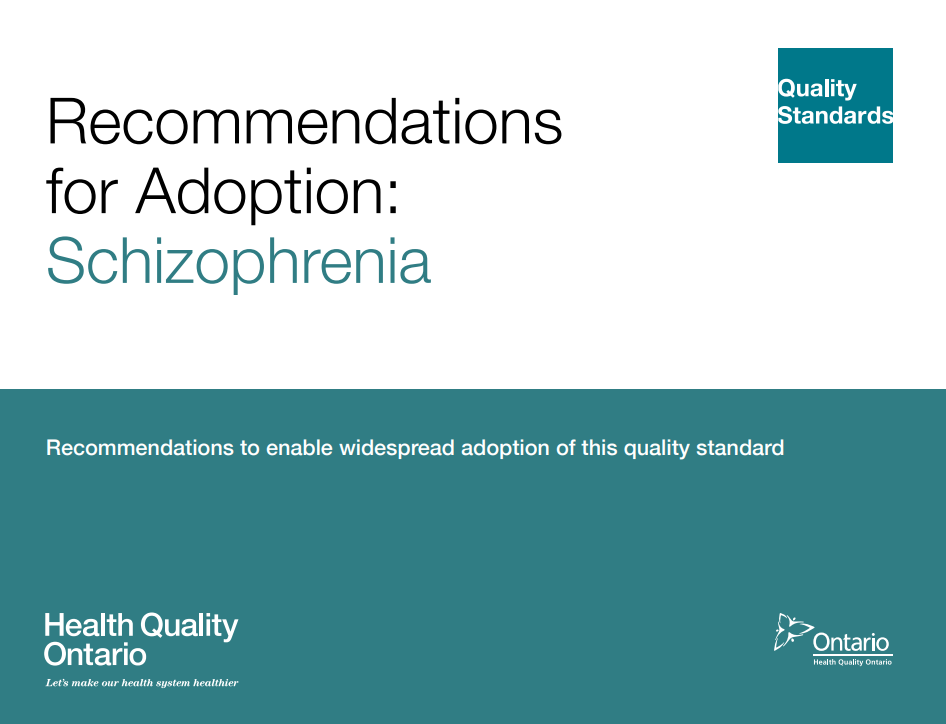 Quality
Standards
Recommendations
for Adoption:
Schizophrenia
Recommendations to enable widespread adoption of this quality standard
Health Quality
Ontario
Let's make our health system healthier
Ontario
Health Quality Ontario